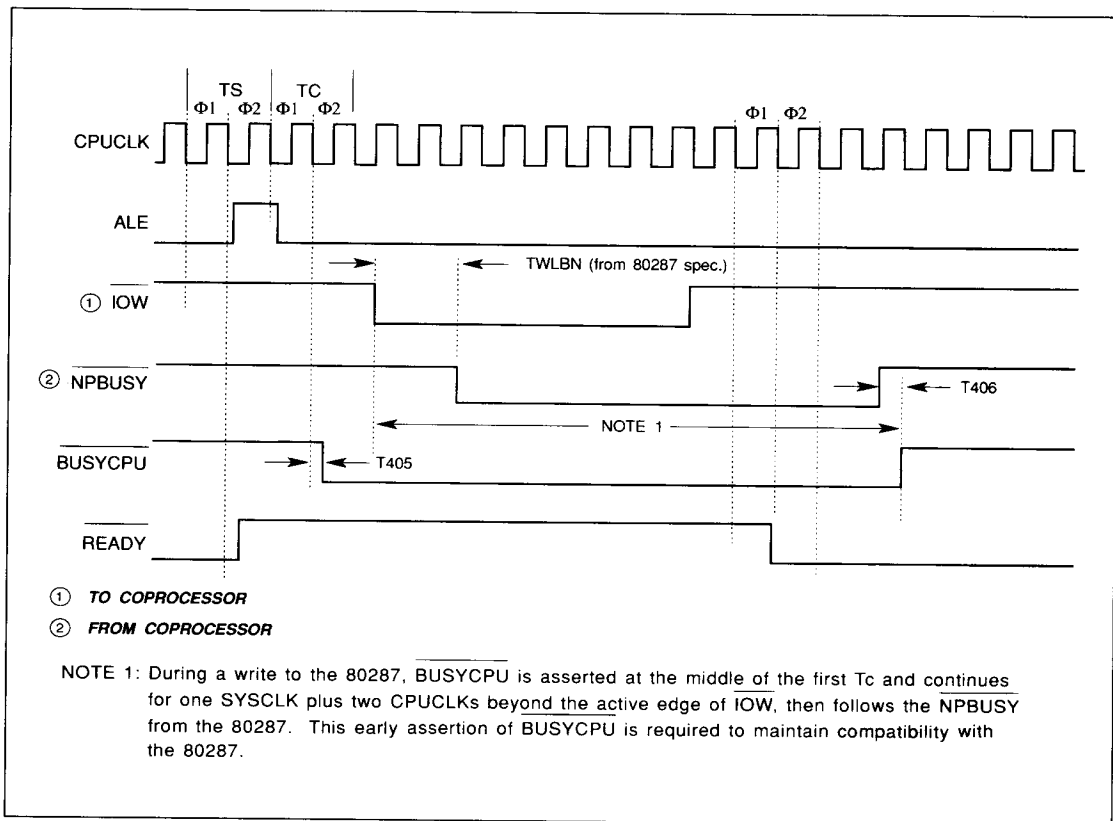 TS TC
Φ1 Φ2 Φ1 Φ2 Φ1 Φ2
CPUCLK
ALE
TWLBN (from 80287 spec.)
① IOW
② NPBUSY
T406
NOTE 1
BUSYCPU
T405
READY
① TO COPROCESSOR
② FROM COPROCESSOR
NOTE 1: During a write to the 80287, BUSYCPU is asserted at the middle of the first Tc and continues
for one SYSCLK plus two CPUCLKs beyond the active edge of IOW, then follows the NPBUSY
from the 80287. This early assertion of BUSYCPU is required to maintain compatibility with
the 80287.